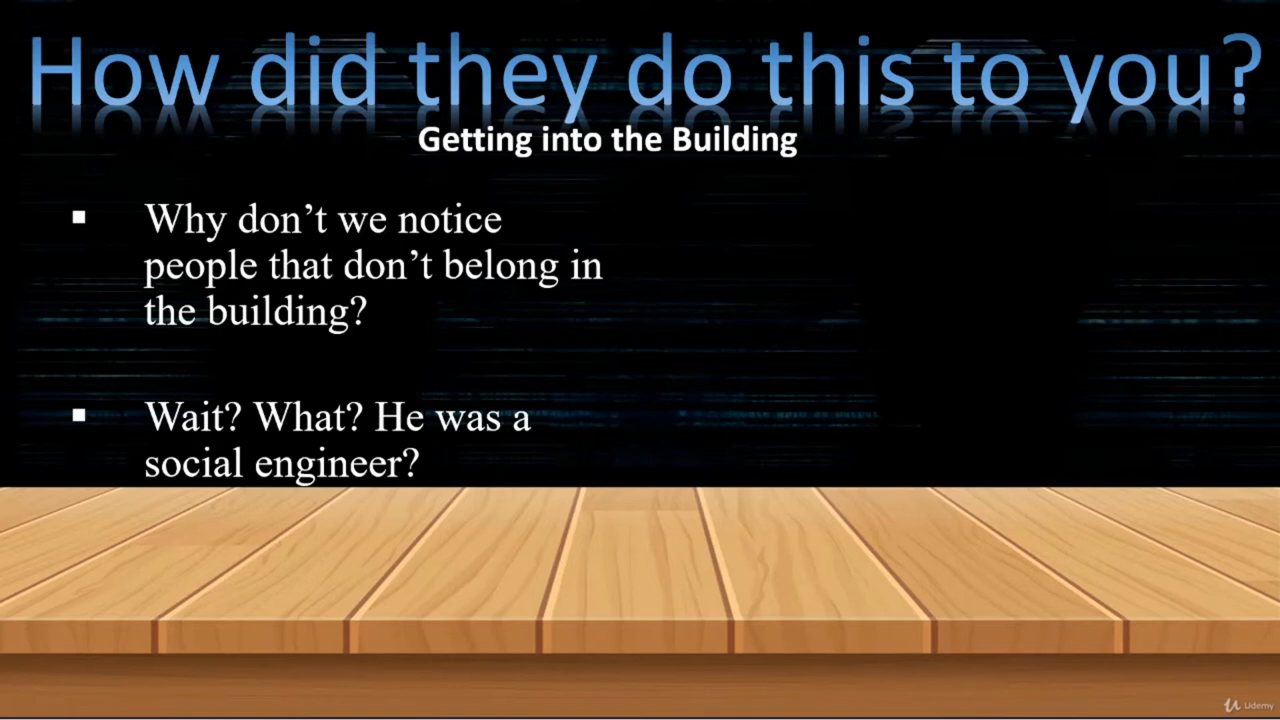 How did they do this to you?
Getting into the Building
▪ Why don’t we notice
people that don’t belong in
the building?
▪ Wait? What? He was a
social engineer?
Udemy